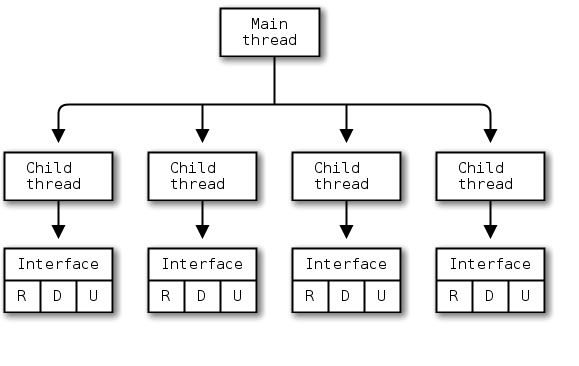 Main
thread
Child
thread
Child
thread
Child
thread
Child
thread
Interface
R D U
Interface
R D U
Interface
R D U
Interface
R D U